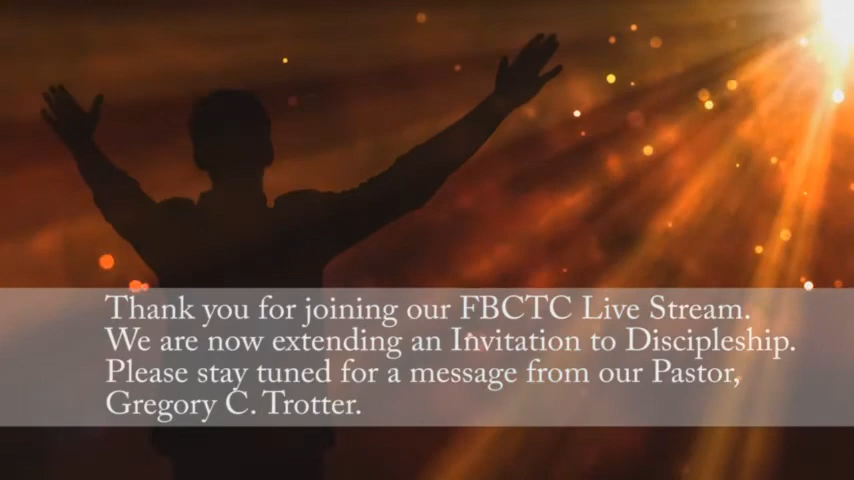 Thank you for joining our FBCTC Live Stream.
We are now extending an Invitation to Discipleship.
Please stay tuned for a message from our Pastor,
Gregory C. Trotter.